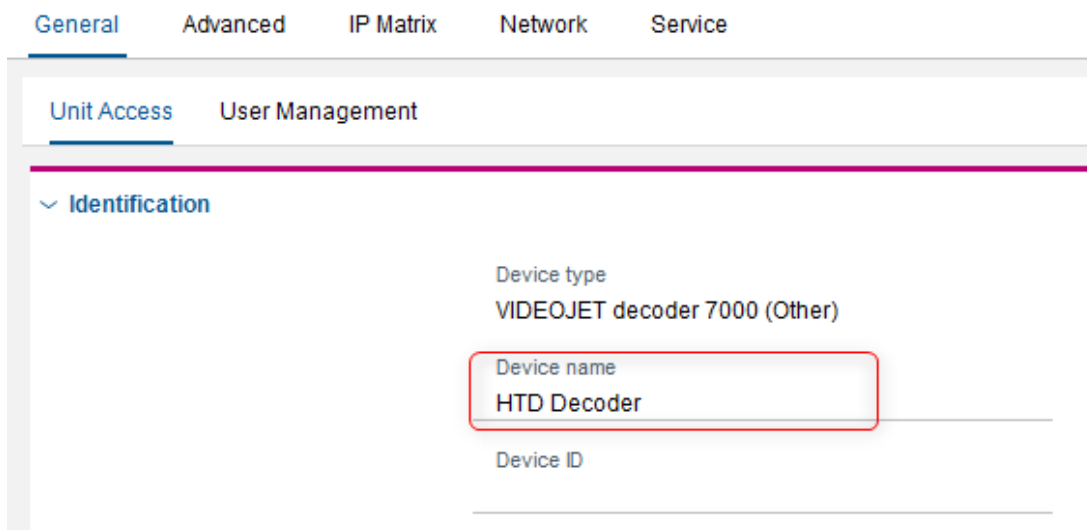 General Advanced IP Matrix Network Service
Unit Access User Management
Identification
Device type
VIDEOJET decoder 7000 (Other)
Device name
HTD Decoder
Device ID